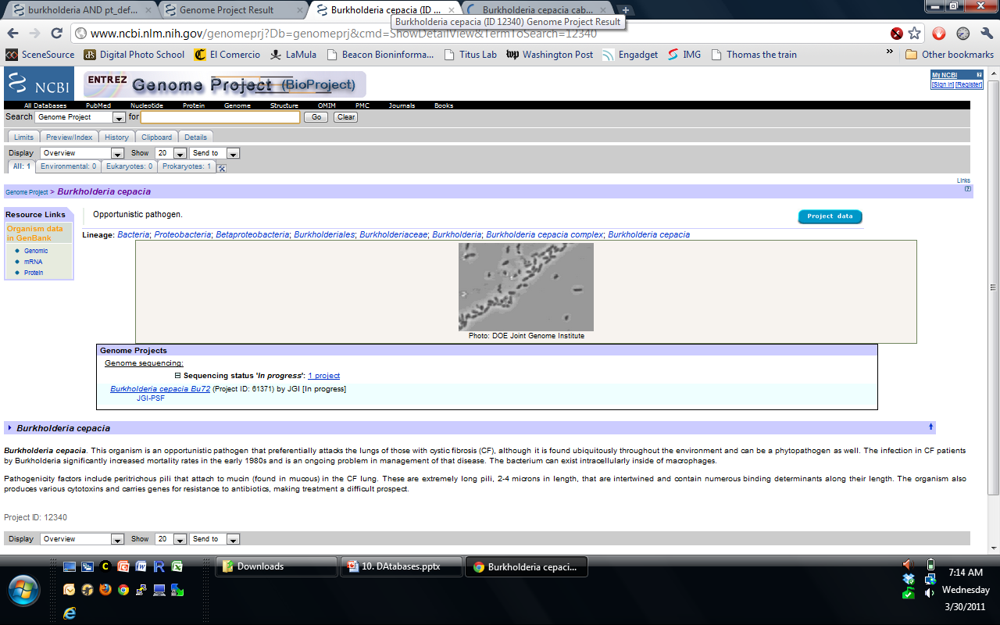 burkholderia AND pt_def...
Genome Project Result
Burkholderia cepacia (ID ...
Burkholderia cepacia cab...
Burkholderia cepacia (ID 12340) Genome Project Result
www.ncbi.nlm.nih.gov/genomeprj?Db=genomeprj&cmd=ShowDetailView&TermToSearch=12340
SceneSource
Digital Photo School
El Comercio
LaMula
Beacon Bioninforma...
Titus Lab
Washington Post
Engadget
IMG
Thomas the train
Other bookmarks
NCBI
ENTREZ Genome Project (BioProject)
My NCBI
[Sign In] [Register]
All Databases PubMed Nucleotide Protein Genome Structure OMIM PMC Journals Books
Search Genome Project for Go Clear
Limits Preview/Index History Clipboard Details
Display Overview Show 20 Send to
All: 1 Environmental: 0 Eukaryotes: 0 Prokaryotes: 1
Links
Genome Project > Burkholderia cepacia
Resource Links
Organism data
in GenBank
Genomic
mRNA
Protein
Opportunistic pathogen.
Project data
Lineage: Bacteria; Proteobacteria; Betaproteobacteria; Burkholderiales; Burkholderiaceae; Burkholderia; Burkholderia cepacia complex; Burkholderia cepacia
Photo: DOE Joint Genome Institute
Genome Projects
Genome sequencing:
Sequencing status 'In progress': 1 project
Burkholderia cepacia Bu72 (Project ID: 61371) by JGI [In progress]
JGI-PSF
Burkholderia cepacia
Burkholderia cepacia. This organism is an opportunistic pathogen that preferentially attacks the lungs of those with cystic fibrosis (CF), although it is found ubiquitously throughout the environment and can be a phytopathogen as well. The infection in CF patients
by Burkholderia significantly increased mortality rates in the early 1980s and is an ongoing problem in management of that disease. The bacterium can exist intracellularly inside of macrophages.
Pathogenicity factors include peritrichous pili that attach to mucin (found in mucous) in the CF lung. These are extremely long pili, 2-4 microns in length, that are intertwined and contain numerous binding determinants along their length. The organism also
produces various cytotoxins and carries genes for resistance to antibiotics, making treatment a difficult prospect.
Project ID: 12340
Display Overview Show 20 Send to
Downloads
10. DAtabases.pptx
Burkholderia cepaci...
7:14 AM
Wednesday
3/30/2011